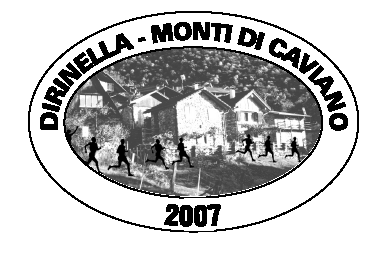 DIRINELLA - MONTI DI CAVIANO
2007